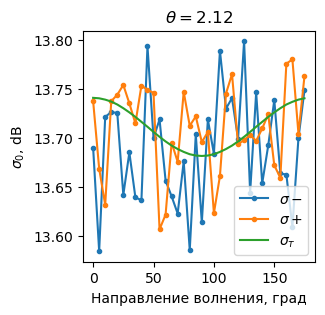 θ = 2.12
σ₀, dB
13.80
13.75
13.70
13.65
13.60
0
50
100
150
Направление волнения, град
σ −
σ +
σ_T